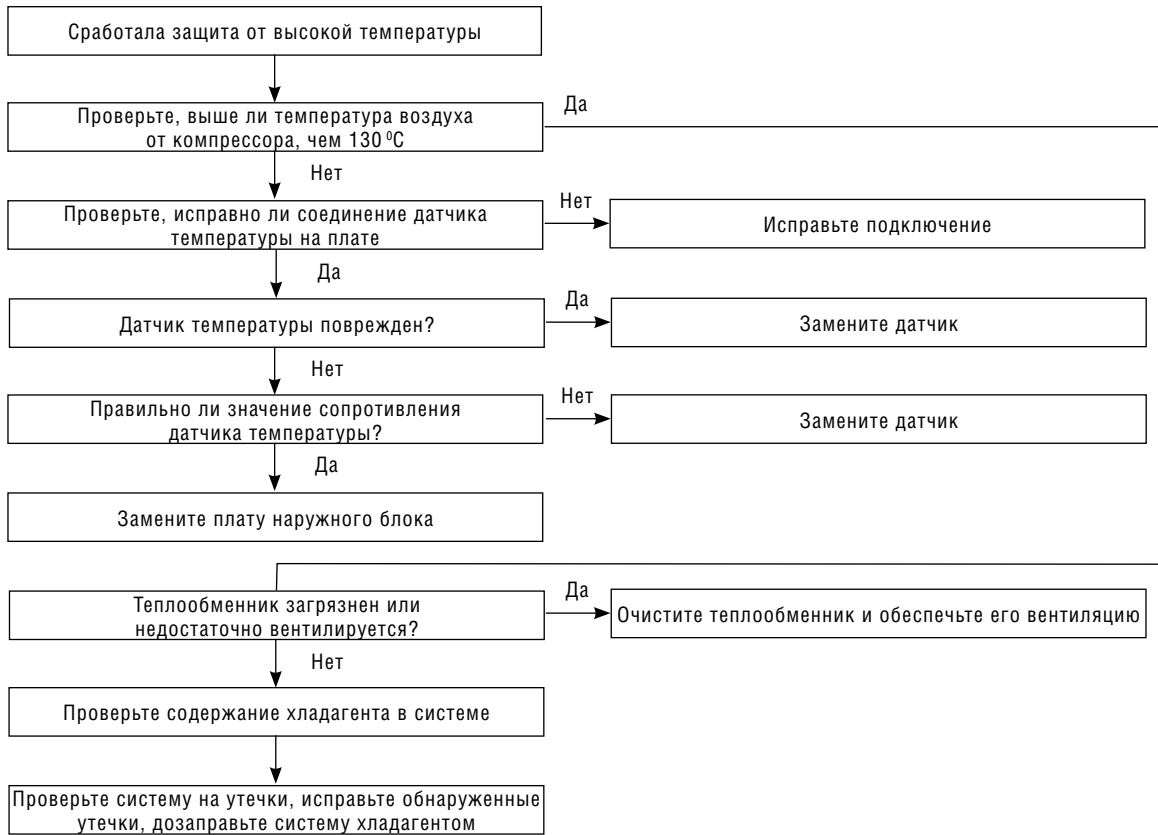 Сработала защита от высокой температуры
Да
Проверьте, выше ли температура воздуха
от компрессора, чем 130 ⁰С
Нет
Проверьте, исправно ли соединение датчика
температуры на плате
Нет
Исправьте подключение
Да
Датчик температуры поврежден?
Да
Замените датчик
Нет
Правильно ли значение сопротивления
датчика температуры?
Нет
Замените датчик
Да
Замените плату наружного блока
Теплообменник загрязнен или
недостаточно вентилируется?
Да
Очистите теплообменник и обеспечьте его вентиляцию
Нет
Проверьте содержание хладагента в системе
Проверьте систему на утечки, исправьте обнаруженные
утечки, дозаправьте систему хладагентом